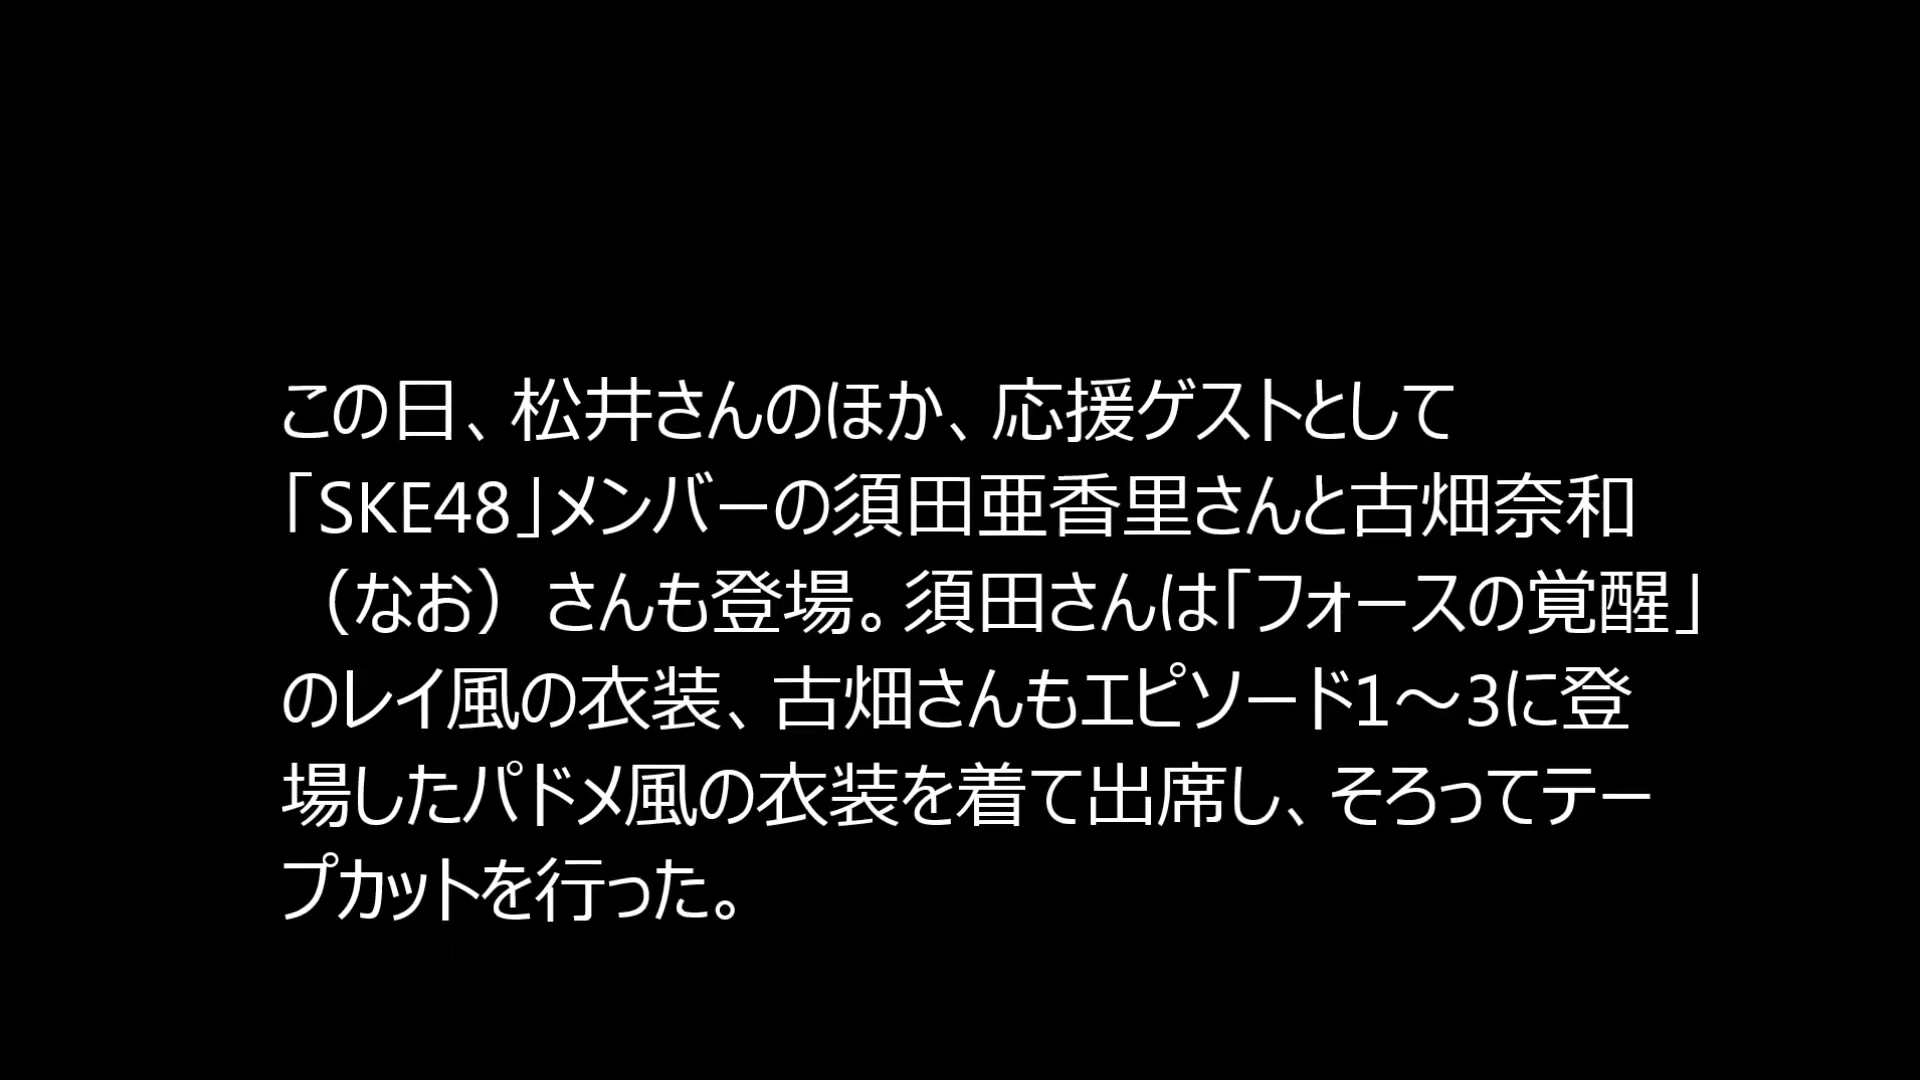 この日、松井さんのほか、応援ゲストとして
「SKE48」メンバーの須田亜香里さんと古畑奈和
（なお）さんも登場。須田さんは「フォースの覚醒」
のレイ風の衣装、古畑さんもエピソード1～3に登
場したパドメ風の衣装を着て出席し、そろってテー
プカットを行った。